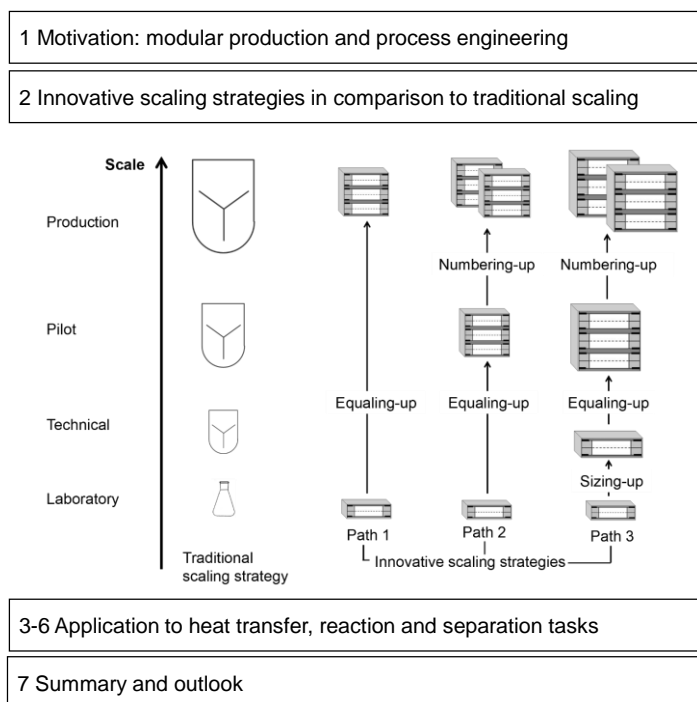 1 Motivation: modular production and process engineering
2 Innovative scaling strategies in comparison to traditional scaling
Scale
Production
Numbering-up
Numbering-up
Pilot
Equaling-up
Equaling-up
Equaling-up
Technical
Sizing-up
Laboratory
Path 1
Path 2
Path 3
Traditional
scaling strategy
Innovative scaling strategies
3-6 Application to heat transfer, reaction and separation tasks
7 Summary and outlook